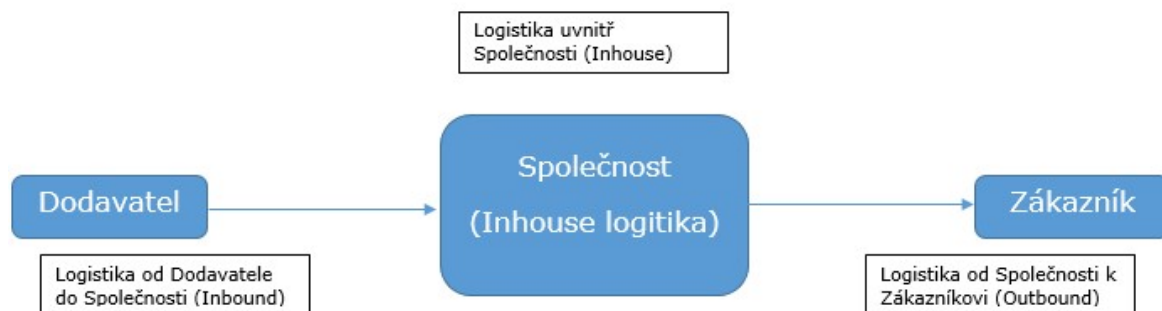 Logistika uvnitř
Společnosti (Inhouse)
Společnost
(Inhouse logitika)
Dodavatel
Zákazník
Logistika od Dodavatele
do Společnosti (Inbound)
Logistika od Společnosti k
Zákazníkovi (Outbound)